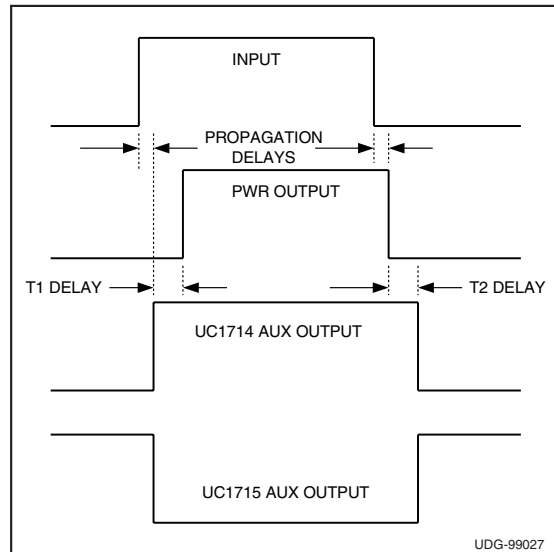 INPUT
PROPAGATION
DELAYS
PWR OUTPUT
T1 DELAY
T2 DELAY
UC1714 AUX OUTPUT
UC1715 AUX OUTPUT
UDG-99027